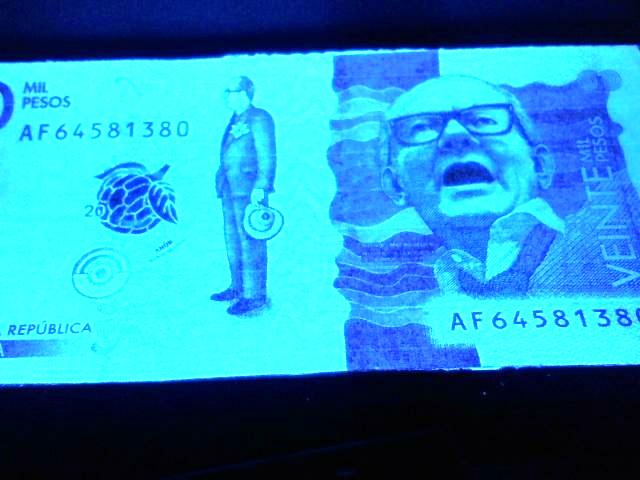 MIL
PESOS
AF64581380
20
REPÚBLICA
VEINTE MIL
PESOS
AF6458138